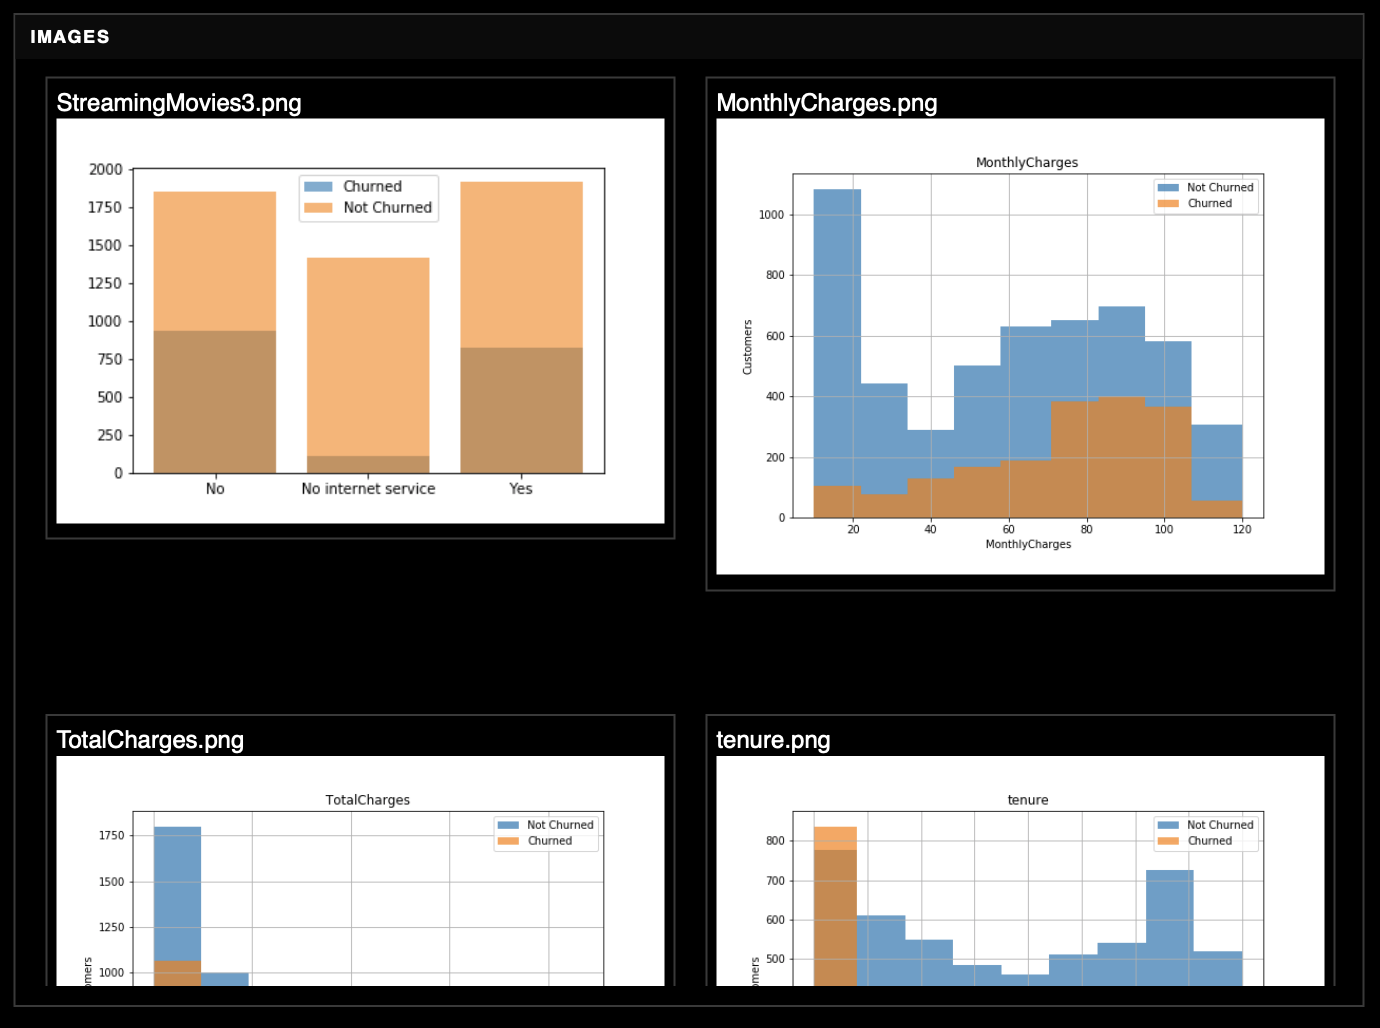 IMAGES
StreamingMovies3.png
2000
1750
1500
1250
1000
750
500
250
0
Churned
Not Churned
No
No internet service
Yes
MonthlyCharges.png
MonthlyCharges
Not Churned
Churned
1000
800
600
400
200
0
Customers
20
40
60
80
100
120
MonthlyCharges
TotalCharges.png
TotalCharges
Not Churned
Churned
1750
1500
1250
1000
omers
tenure.png
tenure
Not Churned
Churned
800
700
600
500
omers